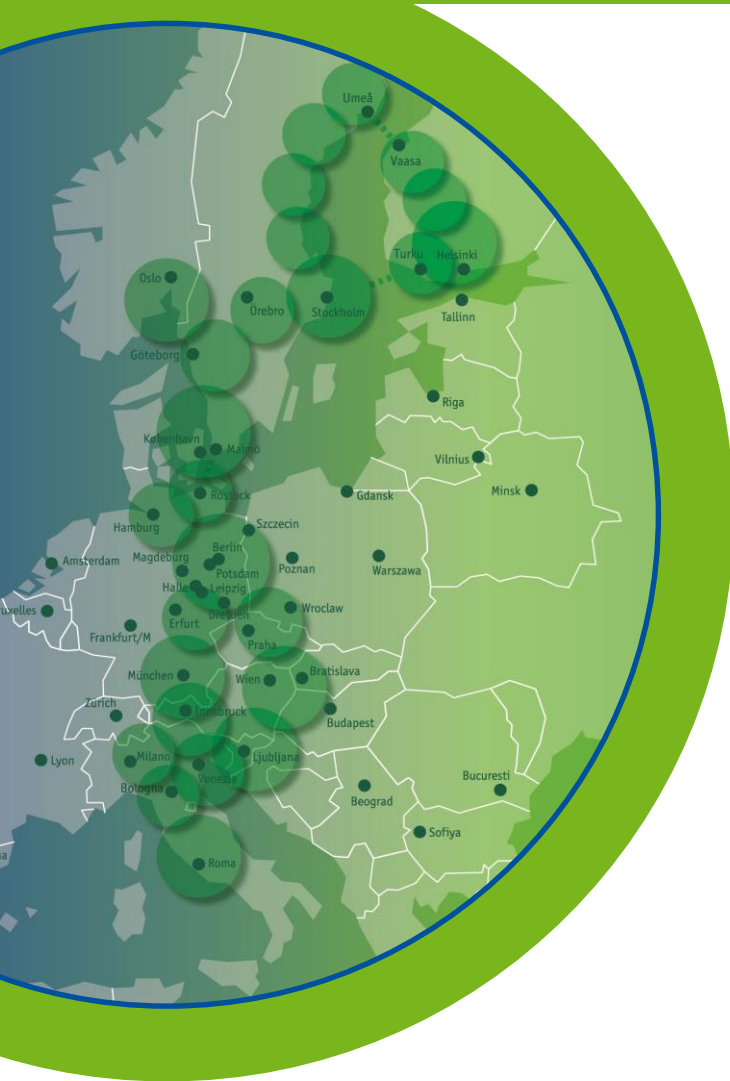 Umeå
Vaasa
Turku
Helsinki
Oslo
Örebro
Stockholm
Tallinn
Göteborg
Riga
København
Malmö
Vilnius
Minsk
Rostock
Gdansk
Hamburg
Szczecin
Amsterdam
Magdeburg
Berlin
Potsdam
Poznan
Warszawa
Halle
Leipzig
ruxelles
Erfurt
Dresden
Wroclaw
Frankfurt/M
Praha
München
Wien
Bratislava
Zürich
Innsbruck
Budapest
Lyon
Milano
Venezia
Ljubljana
Bologna
Beograd
Bucuresti
Sofiya
Roma
a